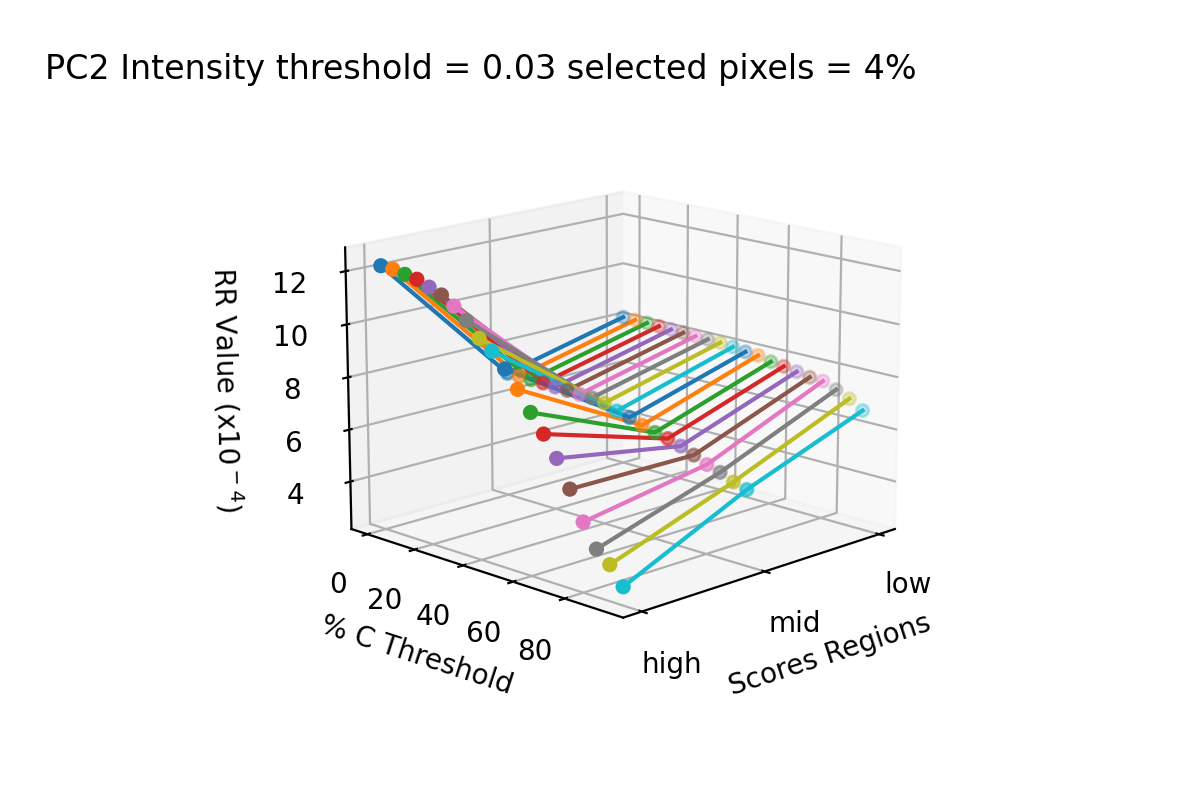 PC2 Intensity threshold = 0.03 selected pixels = 4%
RR Value (x10⁻⁴)
12
10
8
6
4
0
20
40
60
80
% C Threshold
high
mid
low
Scores Regions